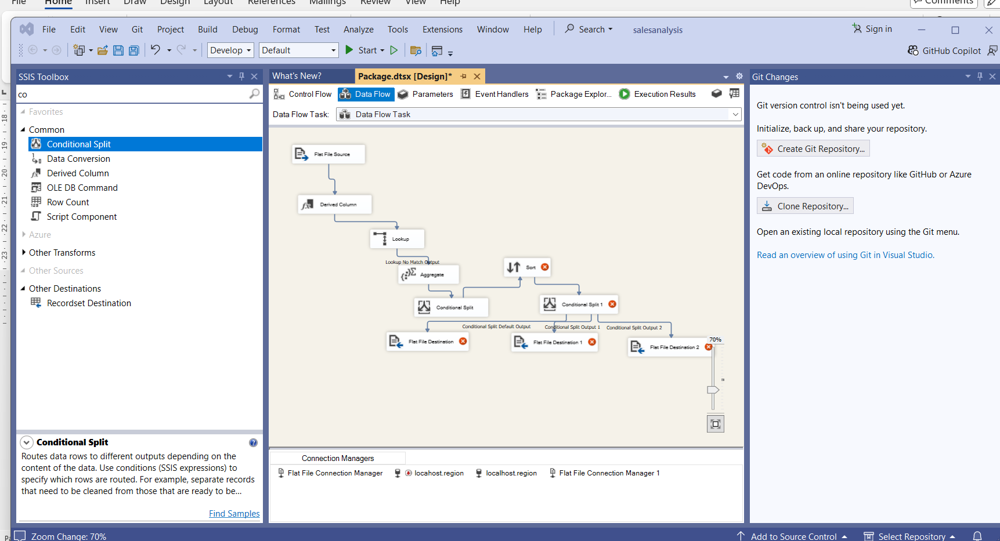 File Home Insert Draw Design Layout References Mailings Review View Help Comments
File Edit View Git Project Build Debug Format Test Analyze Tools Extensions Window Help Search salesanalysis Sign in
Develop Default Start GitHub Copilot
SSIS Toolbox
co
Favorites
Common
Conditional Split
Data Conversion
Derived Column
OLE DB Command
Row Count
Script Component
Azure
Other Transforms
Other Sources
Other Destinations
Recordset Destination
Conditional Split
Routes data rows to different outputs depending on the
content of the data. Use conditions (SSIS expressions) to
specify which rows are routed. For example, separate records
that need to be cleaned from those that are ready to be...
Find Samples
What's New? Package.dtsx [Design]*
Control Flow Data Flow Parameters Event Handlers Package Explor... Execution Results
Data Flow Task: Data Flow Task
Flat File Source
Derived Column
Lookup
Lookup No Match Output
Aggregate
Sort
Conditional Split
Conditional Split 1
Conditional Split Default Output
Conditional Split Output 1
Conditional Split Output 2
Flat File Destination
Flat File Destination 1
Flat File Destination 2
70%
Connection Managers
Flat File Connection Manager locahost.region localhost.region Flat File Connection Manager 1
Git Changes
Git version control isn't being used yet.
Initialize, back up, and share your repository.
Create Git Repository...
Get code from an online repository like GitHub or Azure
DevOps.
Clone Repository...
Open an existing local repository using the Git menu.
Read an overview of using Git in Visual Studio.
18
19
20
21
22
23
Zoom Change: 70% Add to Source Control Select Repository